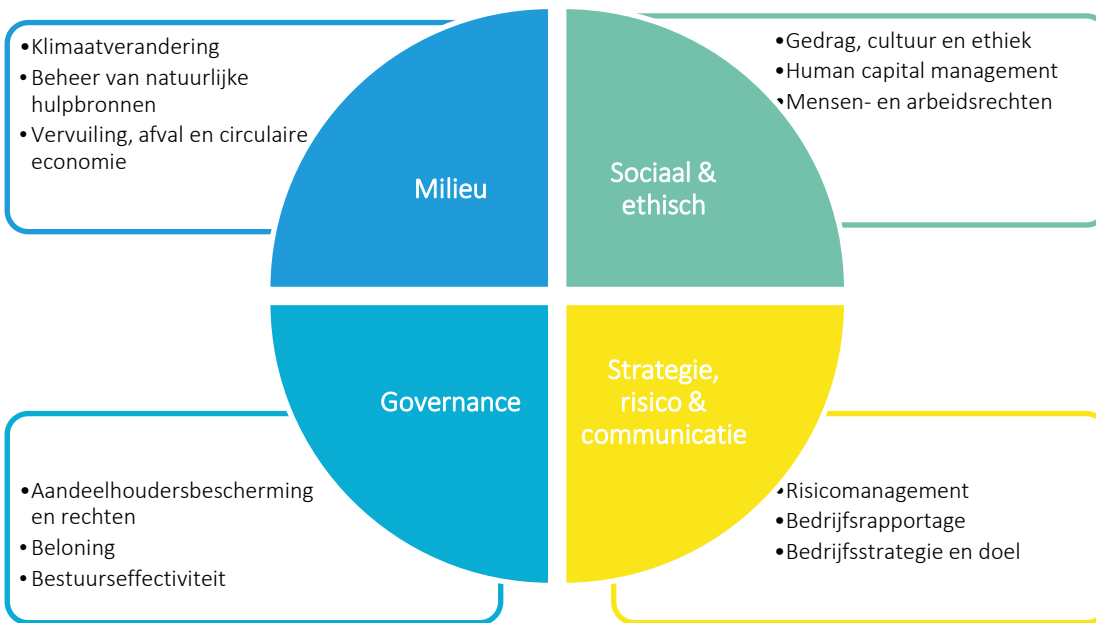 •Klimaatverandering
•Beheer van natuurlijke
hulpbronnen
•Vervuiling, afval en circulaire
economie
•Gedrag, cultuur en ethiek
•Human capital management
•Mensen- en arbeidsrechten
Milieu
Sociaal &
ethisch
Governance
Strategie,
risico &
communicatie
•Aandeelhoudersbescherming
en rechten
•Beloning
•Bestuurseffectiviteit
•Risicomanagement
•Bedrijfsrapportage
•Bedrijfsstrategie en doel